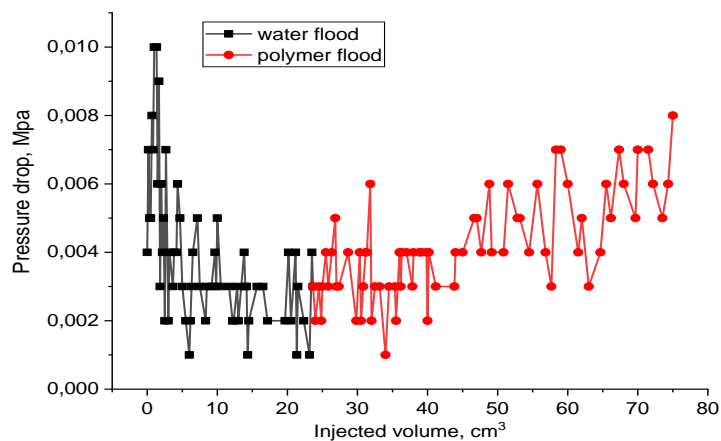 water flood
polymer flood
0,010
0,008
0,006
0,004
0,002
0,000
Pressure drop, Mpa
0 10 20 30 40 50 60 70 80
Injected volume, cm³